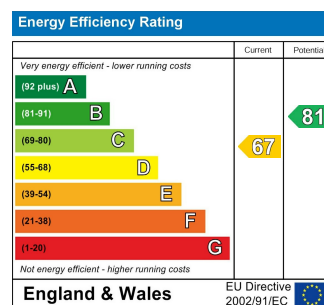 Energy Efficiency Rating
Current Potential
Very energy efficient - lower running costs
(92 plus) A
(81-91) B
81
(69-80) C
67
(55-68) D
(39-54) E
(21-38) F
(1-20) G
Not energy efficient - higher running costs
England & Wales
EU Directive
2002/91/EC